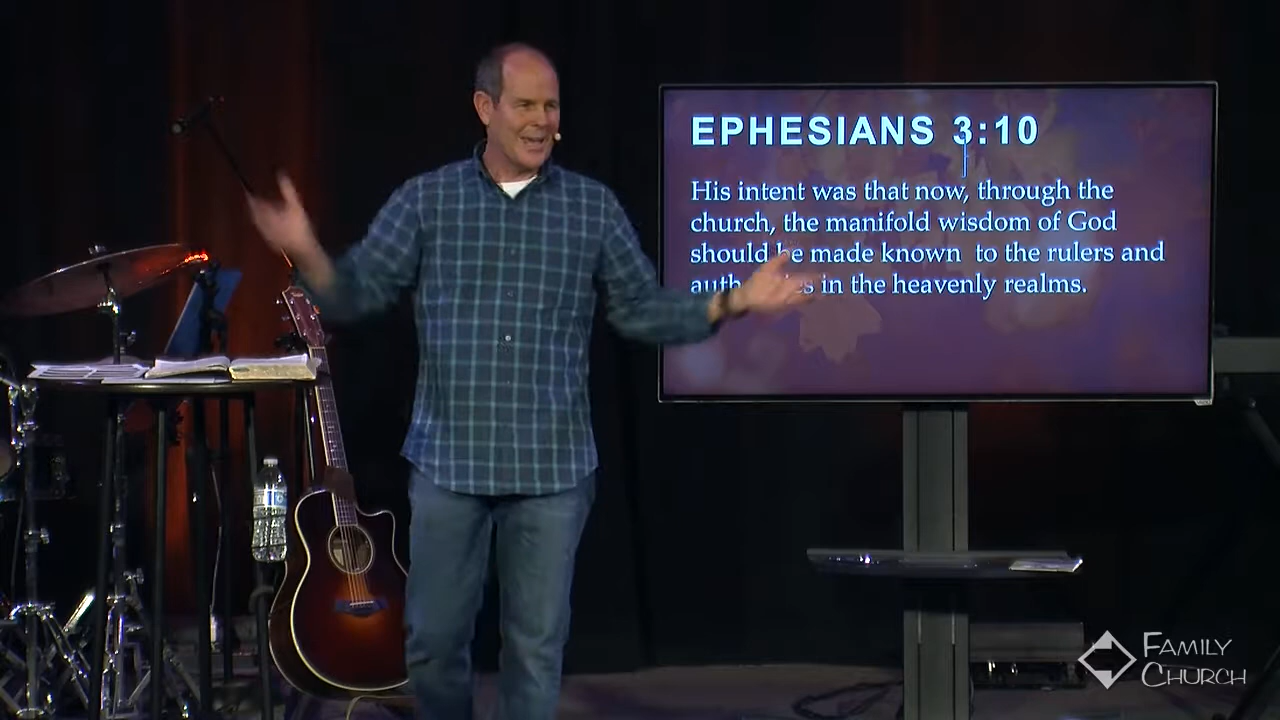 EPHESIANS 3:10
His intent was that now, through the
church, the manifold wisdom of God
should be made known to the rulers and
in the heavenly realms.
FAMILY
CHURCH